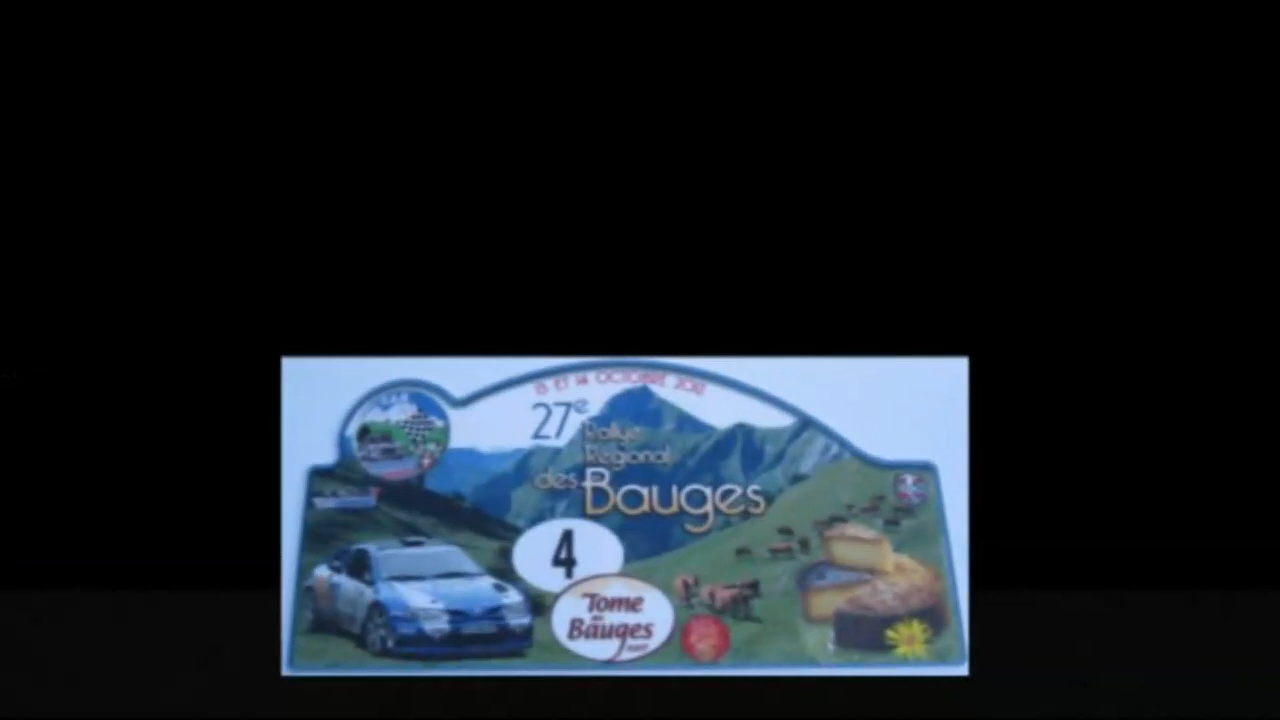 13 ET 14 OCTOBRE 2012
27e
Rallye
Régional
des Bauges
4
Tome
des
Bauges